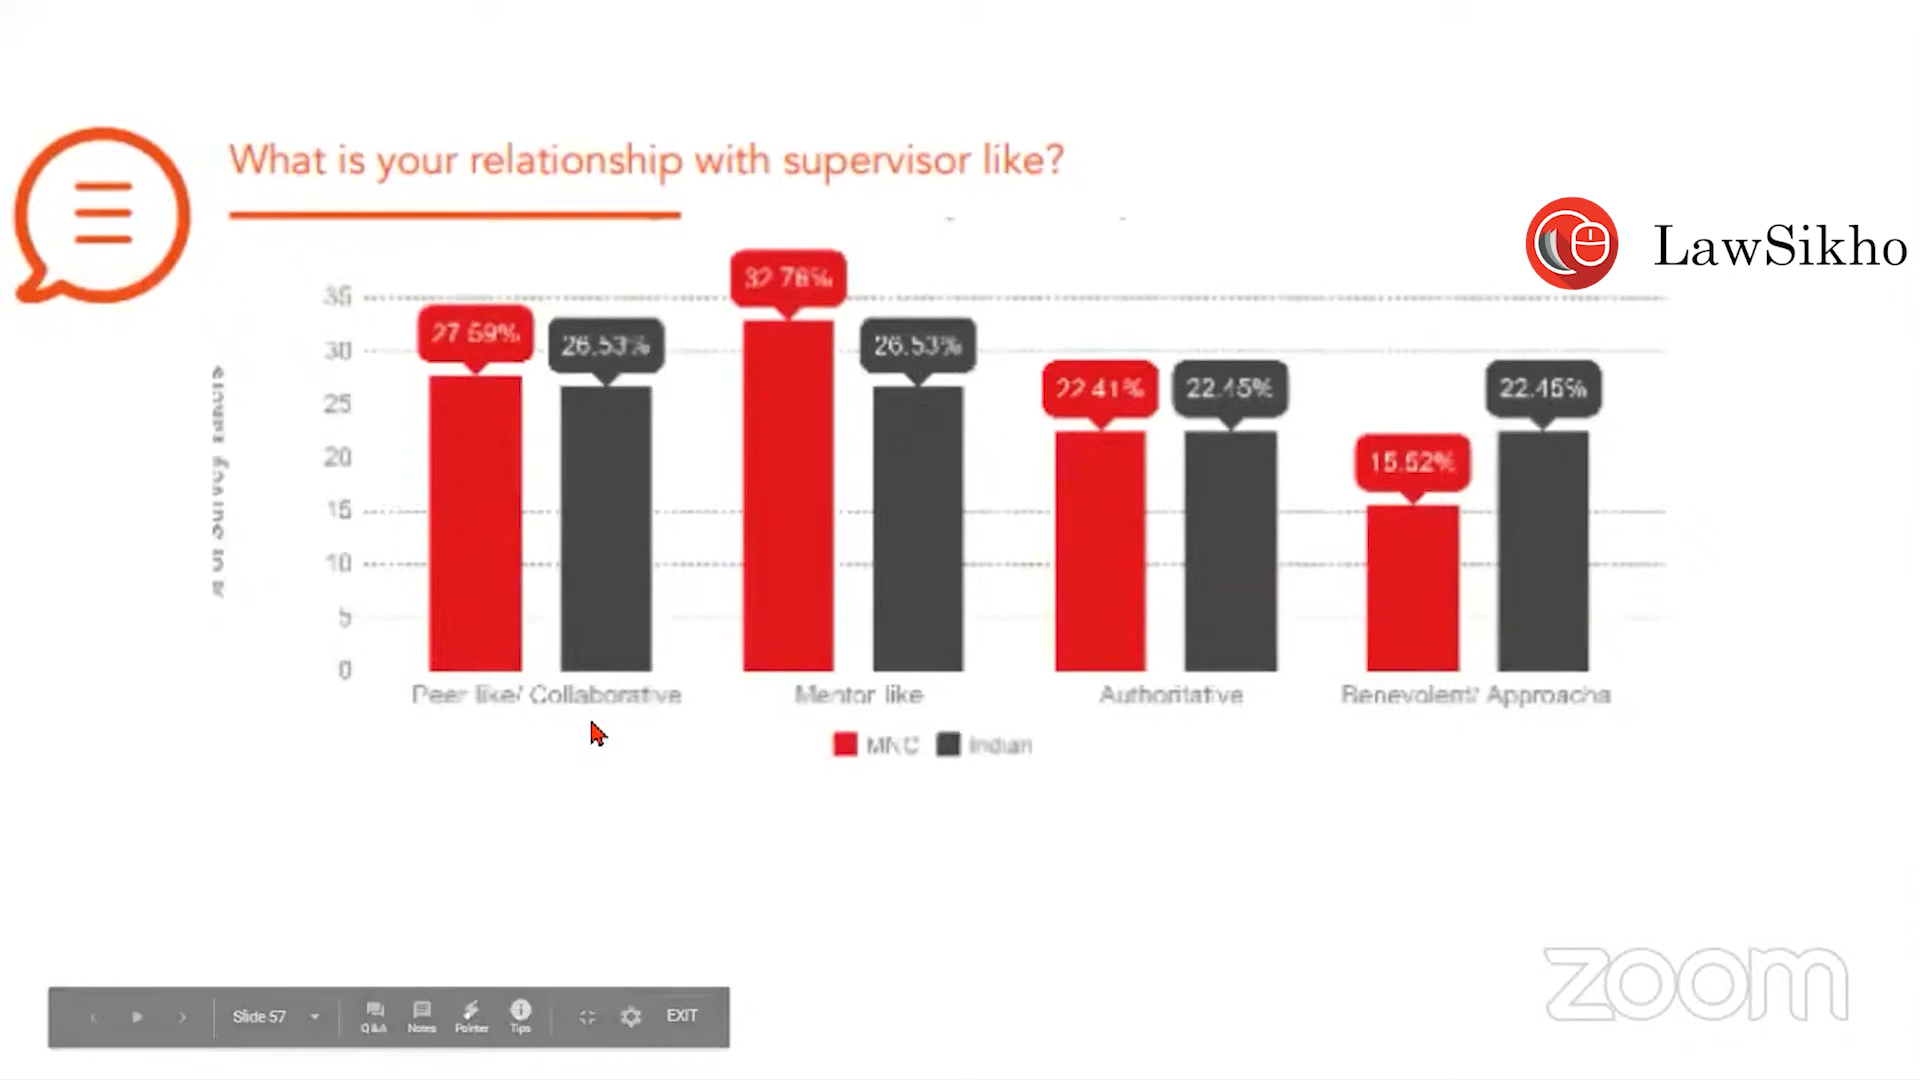 What is your relationship with supervisor like?
LawSikho
35
30
25
20
15
10
5
0
27.59%
26.53%
32.76%
26.53%
22.41%
22.45%
15.52%
22.45%
Peer like/ Collaborative
Mentor like
Authoritative
Benevolent/ Approacha
MNC
Indian
zoom
Slide 57
Q&A
Notes
Pointer
Tips
EXIT